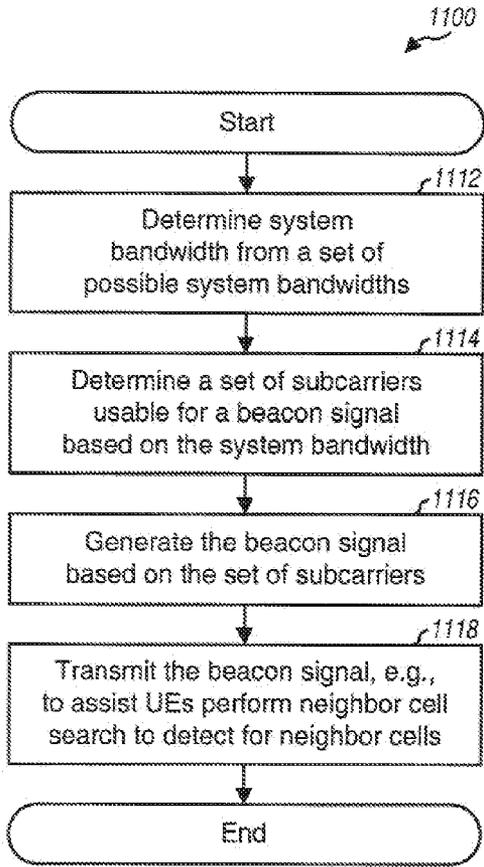 1100
Start
1112
Determine system
bandwidth from a set of
possible system bandwidths
1114
Determine a set of subcarriers
usable for a beacon signal
based on the system bandwidth
1116
Generate the beacon signal
based on the set of subcarriers
1118
Transmit the beacon signal, e.g.,
to assist UEs perform neighbor cell
search to detect for neighbor cells
End